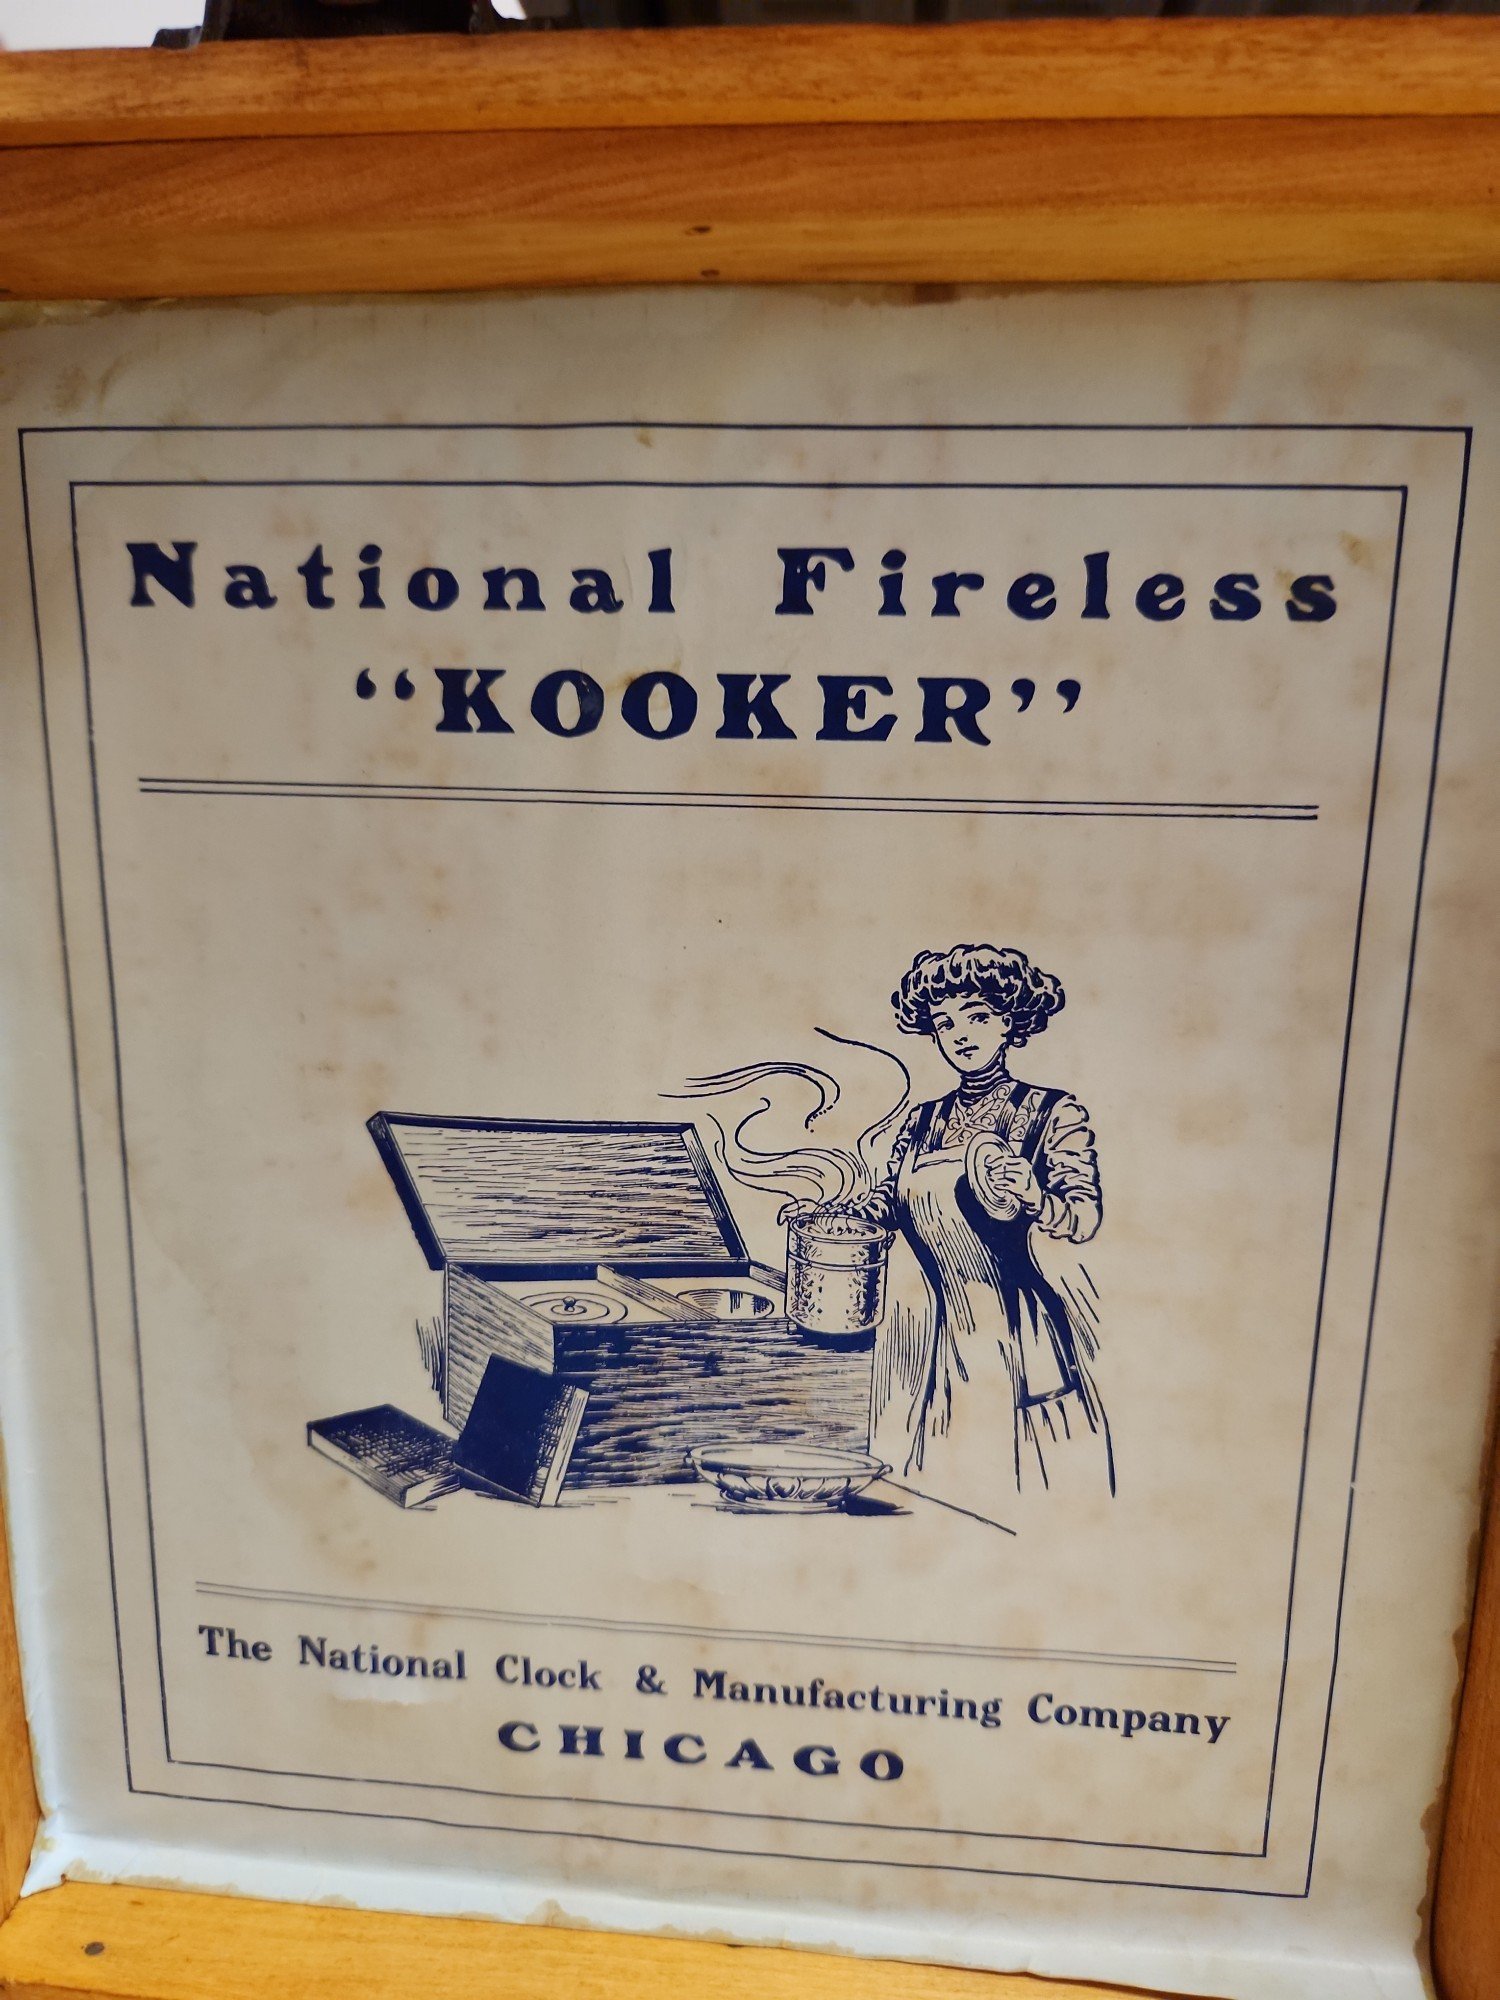 National Fireless
“KOOKER”
The National Clock & Manufacturing Company
CHICAGO